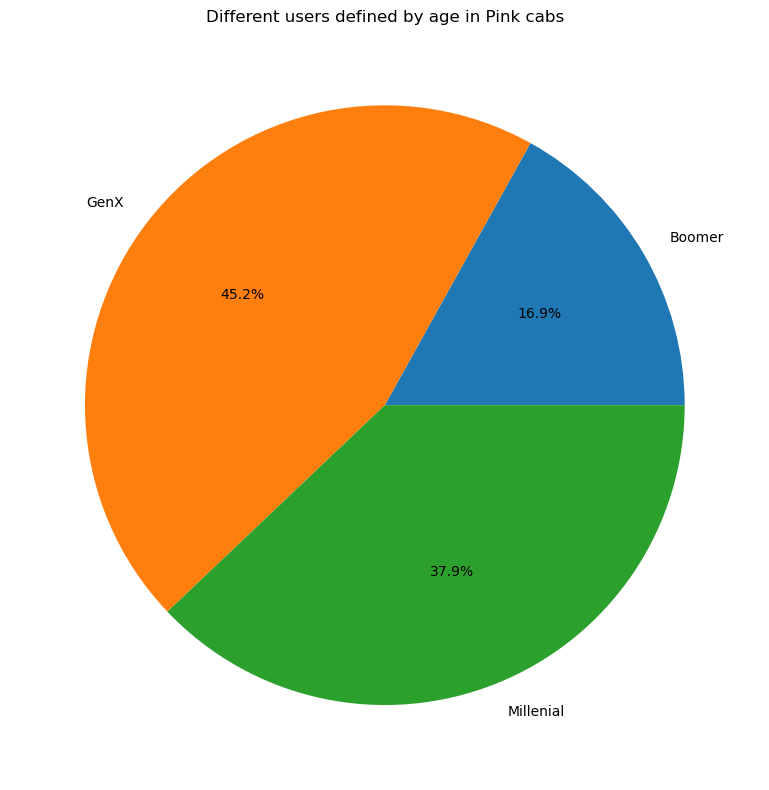 Different users defined by age in Pink cabs
GenX
Boomer
45.2%
16.9%
37.9%
Millenial